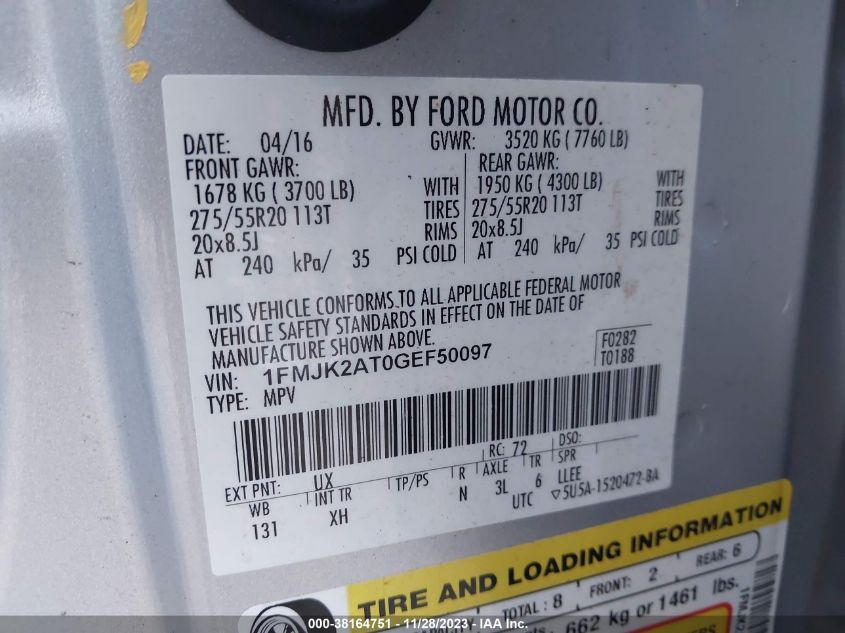 MFD. BY FORD MOTOR CO.
DATE: 04/16 GVWR: 3520 KG ( 7760 LB)
FRONT GAWR: REAR GAWR:
1678 KG ( 3700 LB) WITH 1950 KG ( 4300 LB) WITH
275/55R20 113T TIRES 275/55R20 113T TIRES
20x8.5J RIMS 20x8.5J RIMS
AT 240 kPa/ 35 PSI COLD AT 240 kPa/ 35 PSI COLD
THIS VEHICLE CONFORMS TO ALL APPLICABLE FEDERAL MOTOR
VEHICLE SAFETY STANDARDS IN EFFECT ON THE DATE OF
MANUFACTURE SHOWN ABOVE.
VIN: 1FMJK2AT0GEF50097 F0282
TYPE: MPV T0188
EXT PNT: UX RC: 72 DSO:
WB INT TR TP/PS R AXLE TR SPR
131 XH N 3L 6 LLEE
UTC ▽5U5A-1520472-BA
TIRE AND LOADING INFORMATION
TOTAL : 8 FRONT: 2 REAR: 6
662 kg or 1461 lbs.
000-38164751 - 11/28/2023 - IAA Inc.